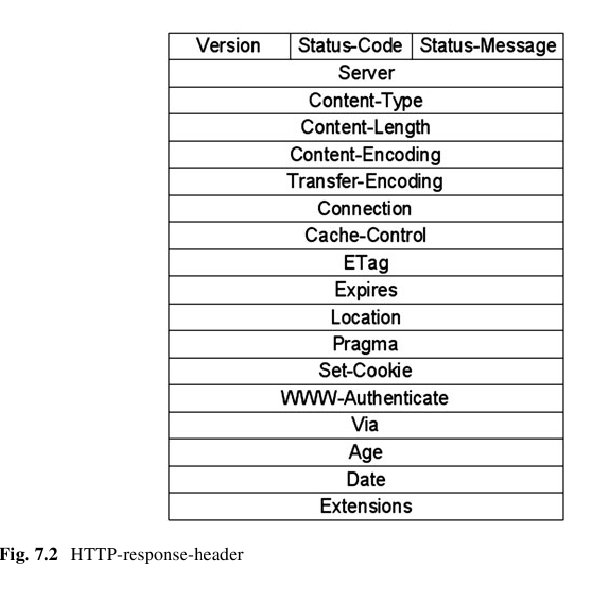 Version Status-Code Status-Message
Server
Content-Type
Content-Length
Content-Encoding
Transfer-Encoding
Connection
Cache-Control
ETag
Expires
Location
Pragma
Set-Cookie
WWW-Authenticate
Via
Age
Date
Extensions
Fig. 7.2 HTTP-response-header